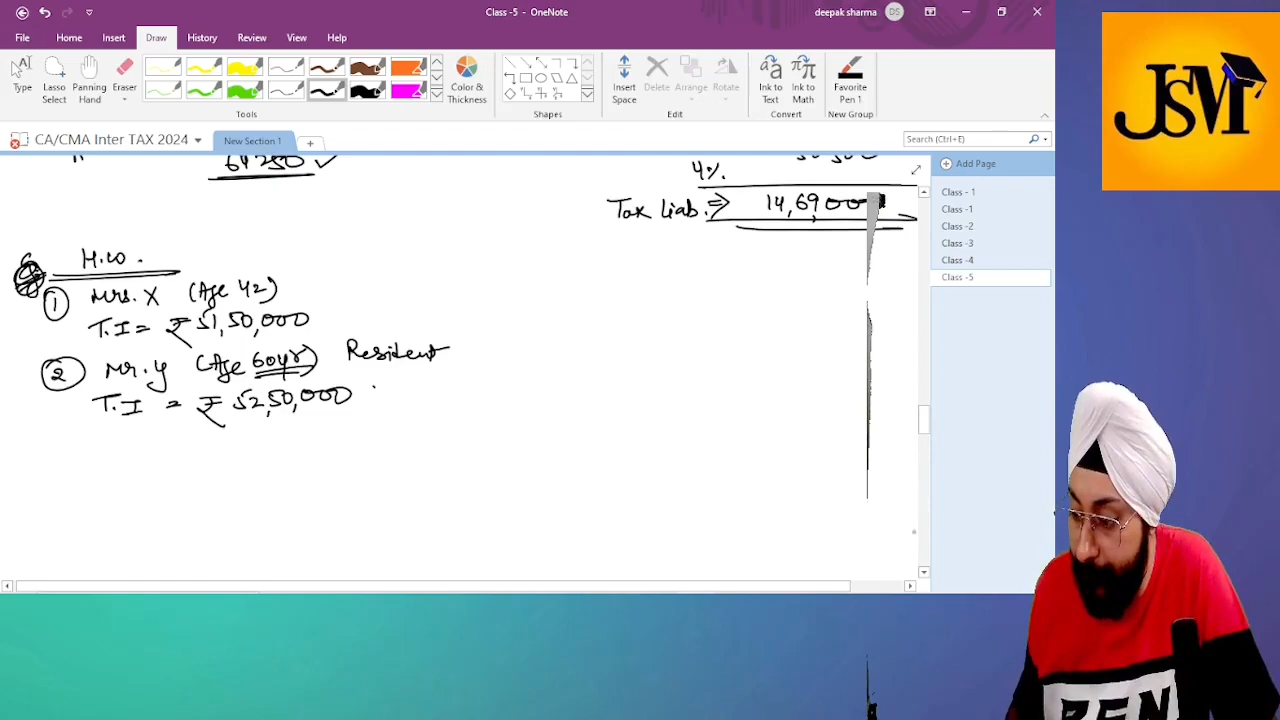 Class -5 - OneNote
deepak sharma DS
File Home Insert Draw History Review View Help
Type
Lasso Select
Panning Hand
Eraser
Color & Thickness
Insert Space
Delete
Arrange
Rotate
Ink to Text
Ink to Math
Favorite Pen 1
Tools
Shapes
Edit
Convert
New Group
CA/CMA Inter TAX 2024
New Section 1
Search (Ctrl+E)
Add Page
Class - 1
Class -1
Class -2
Class -3
Class -4
Class -5
64250 ✓
4%
Tax Liab. ⇒ 14,69,000
H.W.
① Mrs. X (Age 42)
T.I = ₹ 51,50,000
② Mr. y (Age 60yr) Resident
T.I = ₹ 52,50,000
JSM
PEN